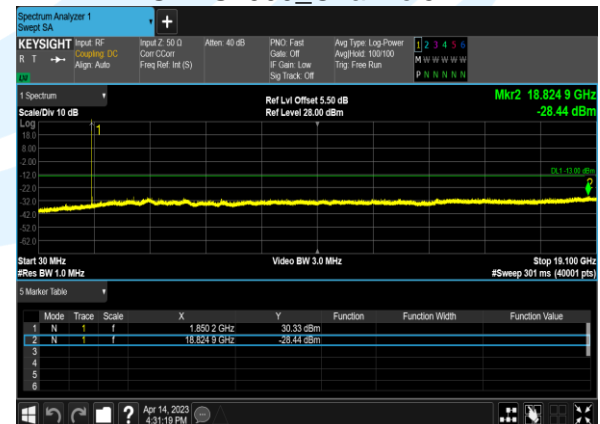 Spectrum Analyzer 1
Swept SA
KEYSIGHT
R T
LM
Input: RF
Coupling: DC
Align: Auto
Input Z: 50 Ω
Corr CCorr
Freq Ref: Int (S)
Atten: 40 dB
PNO: Fast
Gate: Off
IF Gain: Low
Sig Track: Off
Avg Type: Log-Power
Avg|Hold: 100/100
Trig: Free Run
1 2 3 4 5 6
M W W W W W
P N N N N N
1 Spectrum
Scale/Div 10 dB
Ref Lvl Offset 5.50 dB
Ref Level 28.00 dBm
Mkr2 18.824 9 GHz
-28.44 dBm
Log
18.0
8.00
-2.00
-12.0
-22.0
-32.0
-42.0
-52.0
-62.0
1
DL1 -13.00 dBm
2
Start 30 MHz
#Res BW 1.0 MHz
Video BW 3.0 MHz
Stop 19.100 GHz
#Sweep 301 ms (40001 pts)
5 Marker Table
Mode Trace Scale X Y Function Function Width Function Value
1 N 1 f 1.850 2 GHz 30.33 dBm
2 N 1 f 18.824 9 GHz -28.44 dBm
3
4
5
6
?
Apr 14, 2023
4:31:19 PM